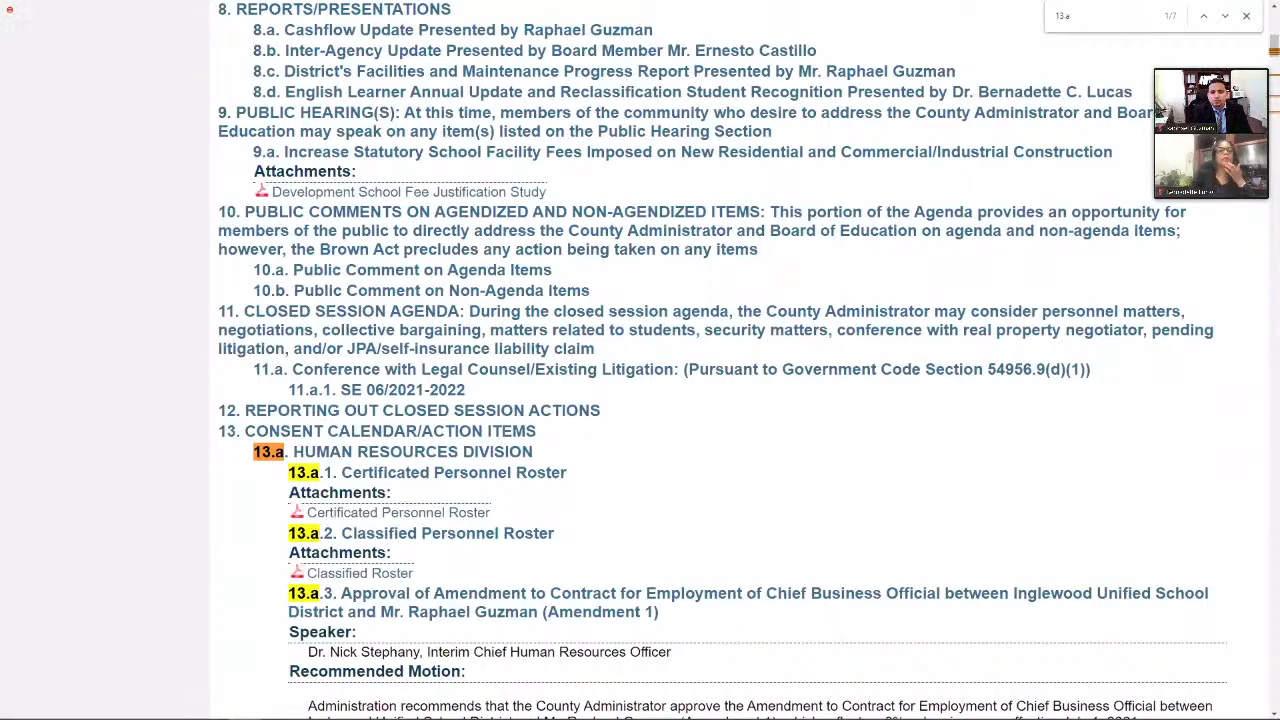 13.a
1/7
8. REPORTS/PRESENTATIONS
8.a. Cashflow Update Presented by Raphael Guzman
8.b. Inter-Agency Update Presented by Board Member Mr. Ernesto Castillo
8.c. District's Facilities and Maintenance Progress Report Presented by Mr. Raphael Guzman
8.d. English Learner Annual Update and Reclassification Student Recognition Presented by Dr. Bernadette C. Lucas
9. PUBLIC HEARING(S): At this time, members of the community who desire to address the County Administrator and Boar
Education may speak on any item(s) listed on the Public Hearing Section
9.a. Increase Statutory School Facility Fees Imposed on New Residential and Commercial/Industrial Construction
Attachments:
Development School Fee Justification Study
Raphael Guzman
Bernadette Lucas
10. PUBLIC COMMENTS ON AGENDIZED AND NON-AGENDIZED ITEMS: This portion of the Agenda provides an opportunity for
members of the public to directly address the County Administrator and Board of Education on agenda and non-agenda items;
however, the Brown Act precludes any action being taken on any items
10.a. Public Comment on Agenda Items
10.b. Public Comment on Non-Agenda Items
11. CLOSED SESSION AGENDA: During the closed session agenda, the County Administrator may consider personnel matters,
negotiations, collective bargaining, matters related to students, security matters, conference with real property negotiator, pending
litigation, and/or JPA/self-insurance liability claim
11.a. Conference with Legal Counsel/Existing Litigation: (Pursuant to Government Code Section 54956.9(d)(1))
11.a.1. SE 06/2021-2022
12. REPORTING OUT CLOSED SESSION ACTIONS
13. CONSENT CALENDAR/ACTION ITEMS
13.a. HUMAN RESOURCES DIVISION
13.a.1. Certificated Personnel Roster
Attachments:
Certificated Personnel Roster
13.a.2. Classified Personnel Roster
Attachments:
Classified Roster
13.a.3. Approval of Amendment to Contract for Employment of Chief Business Official between Inglewood Unified School
District and Mr. Raphael Guzman (Amendment 1)
Speaker:
Dr. Nick Stephany, Interim Chief Human Resources Officer
Recommended Motion:
Administration recommends that the County Administrator approve the Amendment to Contract for Employment of Chief Business Official between